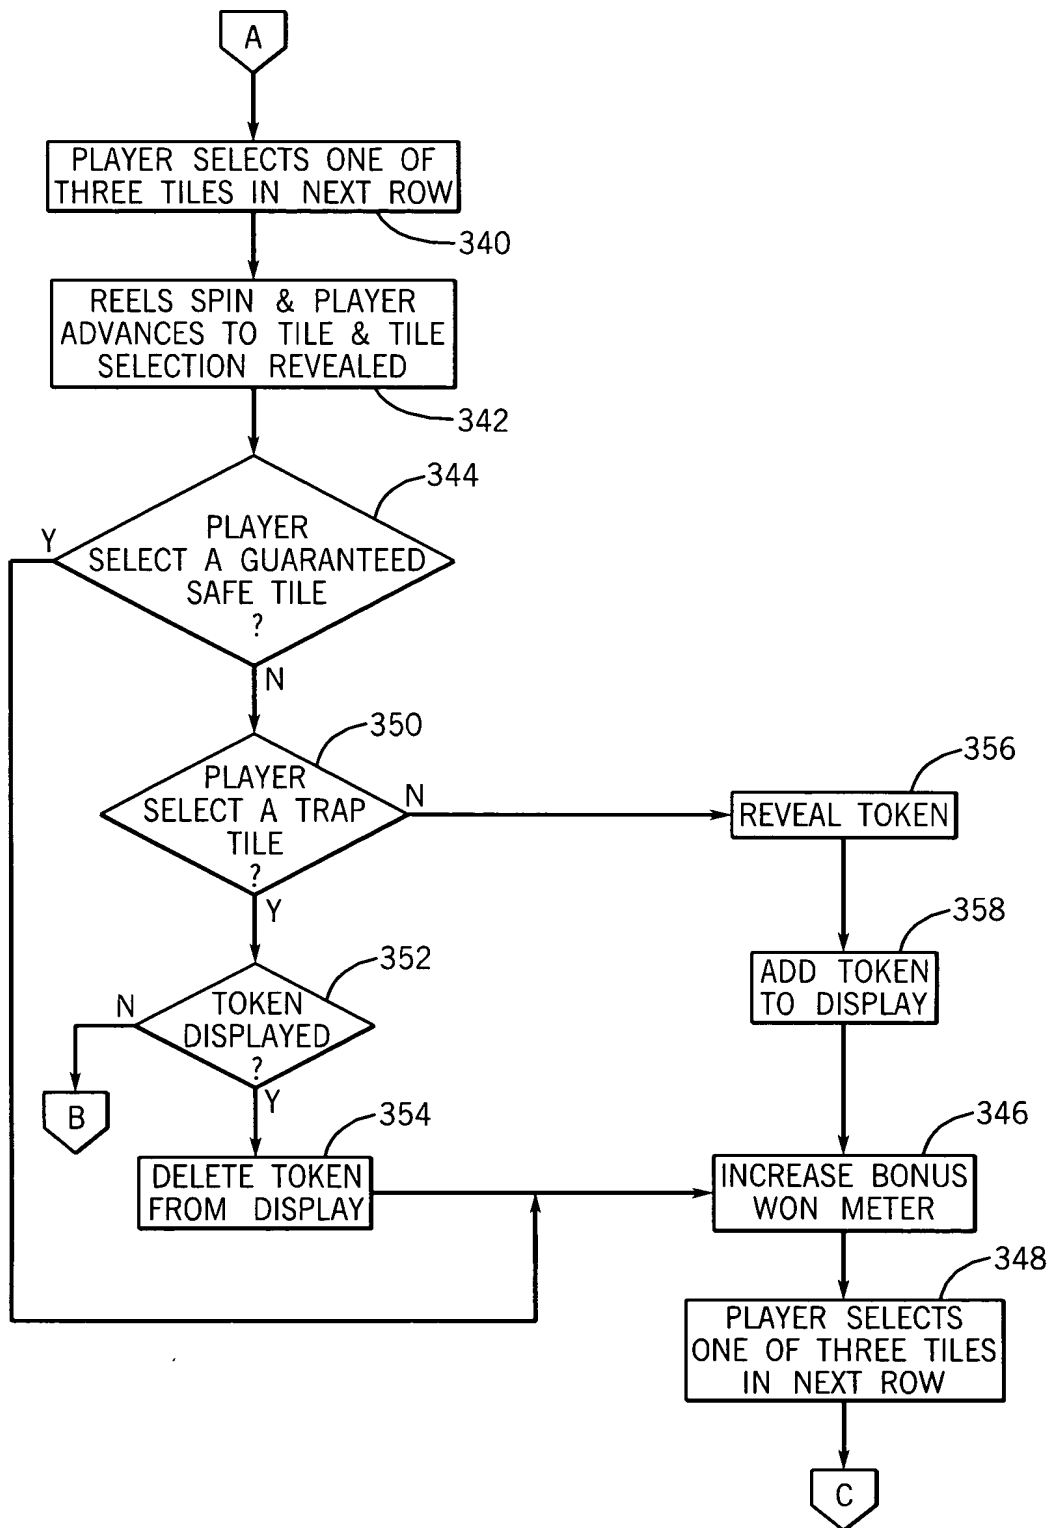 A
PLAYER SELECTS ONE OF
THREE TILES IN NEXT ROW
340
REELS SPIN & PLAYER
ADVANCES TO TILE & TILE
SELECTION REVEALED
342
344
Y
PLAYER
SELECT A GUARANTEED
SAFE TILE
?
N
350
PLAYER
SELECT A TRAP
TILE
?
N
Y
356
REVEAL TOKEN
358
ADD TOKEN
TO DISPLAY
352
N
TOKEN
DISPLAYED
?
Y
B
354
DELETE TOKEN
FROM DISPLAY
346
INCREASE BONUS
WON METER
348
PLAYER SELECTS
ONE OF THREE TILES
IN NEXT ROW
C